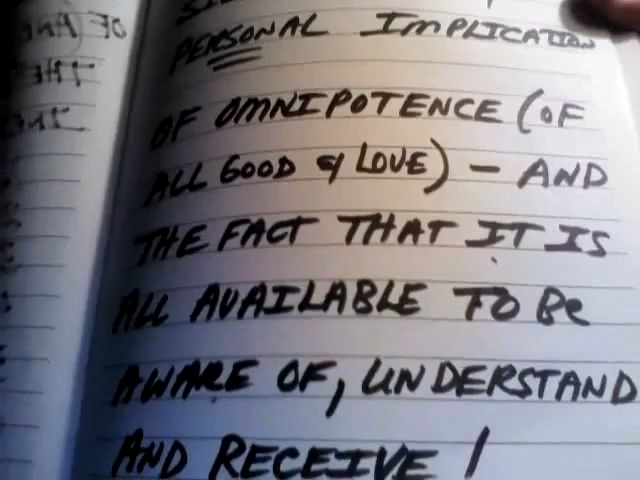 PERSONAL IMPLICATION
OF OMNIPOTENCE (OF
ALL GOOD & LOVE) – AND
THE FACT THAT IT IS
ALL AVAILABLE TO BE
AWARE OF, UNDERSTAND
AND RECEIVE!